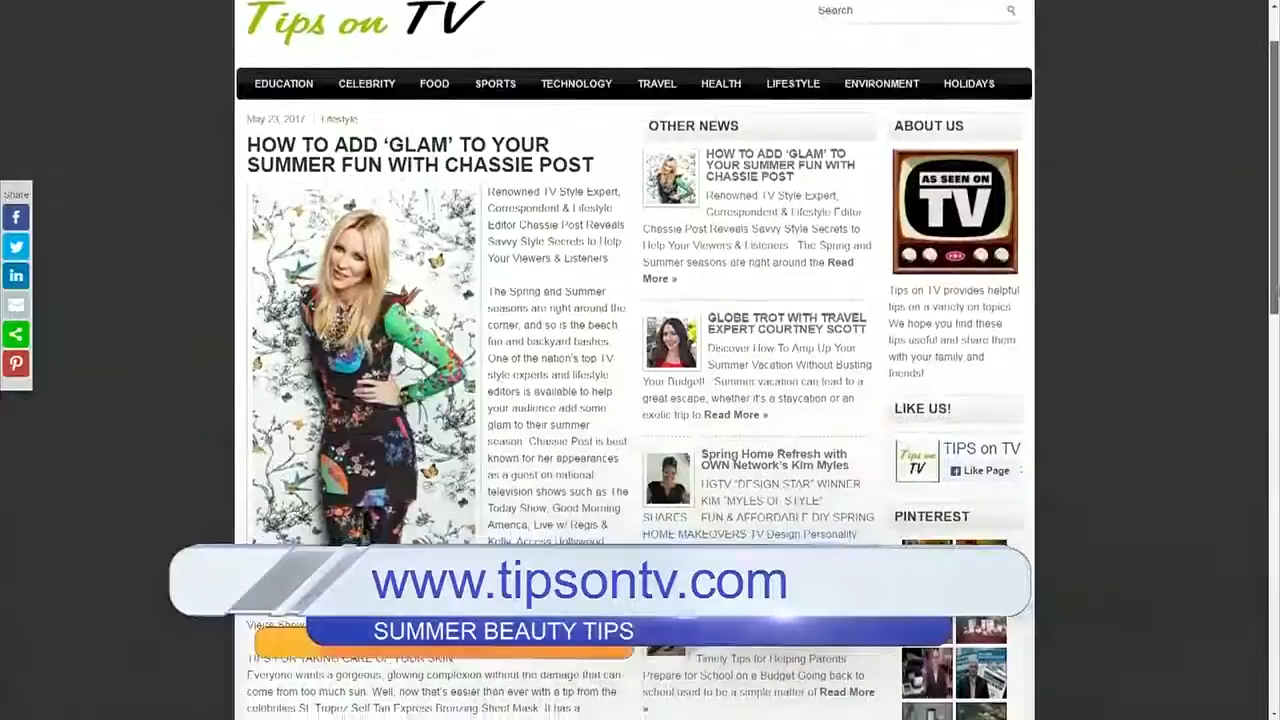 Tips on TV
Search
EDUCATION CELEBRITY FOOD SPORTS TECHNOLOGY TRAVEL HEALTH LIFESTYLE ENVIRONMENT HOLIDAYS
May 23, 2017 Lifestyle
HOW TO ADD ‘GLAM’ TO YOUR
SUMMER FUN WITH CHASSIE POST
Renowned TV Style Expert,
Correspondent & Lifestyle
Editor Chassie Post Reveals
Savvy Style Secrets to Help
Your Viewers & Listeners
The Spring and Summer
seasons are right around the
corner, and so is the beach
fun and backyard bashes.
One of the nation's top TV
style experts and lifestyle
editors is available to help
your audience add some
glam to their summer
season. Chassie Post is best
known for her appearances
as a guest on national
television shows such as The
Today Show, Good Morning
America, Live w/ Regis &
Kelly, Access Hollywood
TIPS FOR TAKING CARE OF YOUR SKIN
Everyone wants a gorgeous, glowing complexion without the damage that can
come from too much sun. Well, now that's easier than ever with a tip from the
celebrities St. Tropez Self Tan Express Bronzing Sheet Mask. It has a
OTHER NEWS
HOW TO ADD ‘GLAM’ TO
YOUR SUMMER FUN WITH
CHASSIE POST
Renowned TV Style Expert,
Correspondent & Lifestyle Editor
Chassie Post Reveals Savvy Style Secrets to
Help Your Viewers & Listeners The Spring and
Summer seasons are right around the Read
More »
GLOBE TROT WITH TRAVEL
EXPERT COURTNEY SCOTT
Discover How To Amp Up Your
Summer Vacation Without Busting
Your Budget! Summer vacation can lead to a
great escape, whether it's a staycation or an
exotic trip to Read More »
Spring Home Refresh with
OWN Network's Kim Myles
HGTV “DESIGN STAR” WINNER
KIM “MYLES OF STYLE”
SHARES FUN & AFFORDABLE DIY SPRING
HOME MAKEOVERS TV Design Personality
Timely Tips for Helping Parents
Prepare for School on a Budget Going back to
school used to be a simple matter of Read More
»
ABOUT US
AS SEEN ON
TV
Tips on TV provides helpful
tips on a variety on topics.
We hope you find these
tips useful and share them
with your family and
friends!
LIKE US!
Tips on
TV
TIPS on TV
Like Page
PINTEREST
Share
www.tipsontv.com
SUMMER BEAUTY TIPS